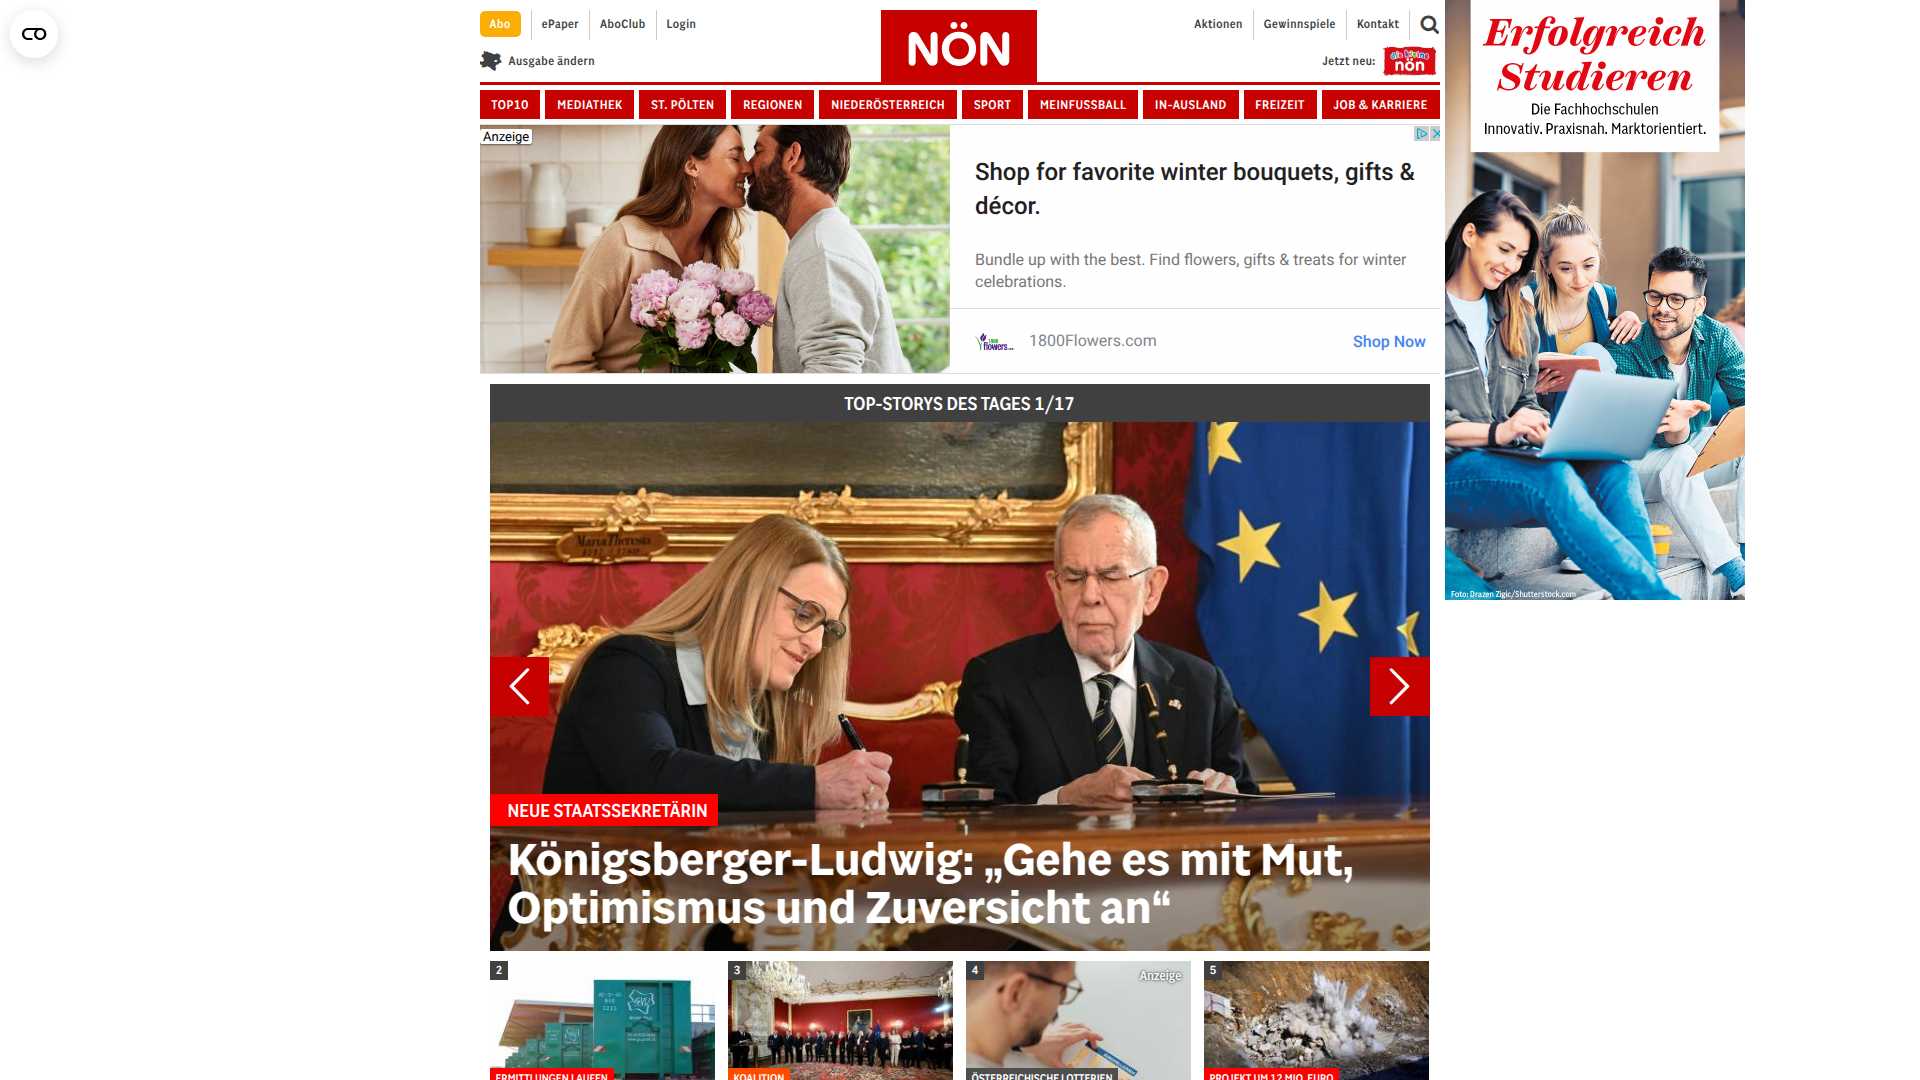 Abo
ePaper
AboClub
Login
NÖN
Aktionen
Gewinnspiele
Kontakt
Ausgabe ändern
Jetzt neu:
die kleine
nön
TOP10
MEDIATHEK
ST. PÖLTEN
REGIONEN
NIEDERÖSTERREICH
SPORT
MEINFUSSBALL
IN-AUSLAND
FREIZEIT
JOB & KARRIERE
Anzeige
Shop for favorite winter bouquets, gifts &
décor.
Bundle up with the best. Find flowers, gifts & treats for winter
celebrations.
1800Flowers.com
Shop Now
Erfolgreich
Studieren
Die Fachhochschulen
Innovativ. Praxisnah. Marktorientiert.
Foto: Drazen Zigic/Shutterstock.com
TOP-STORYS DES TAGES 1/17
Maria Theresia
NEUE STAATSSEKRETÄRIN
Königsberger-Ludwig: „Gehe es mit Mut,
Optimismus und Zuversicht an“
2
3
4
Anzeige
5
ERMITTLUNGEN LAUFEN
KOALITION
ÖSTERREICHISCHE LOTTERIEN
PROJEKT UM 12 MIO. EURO